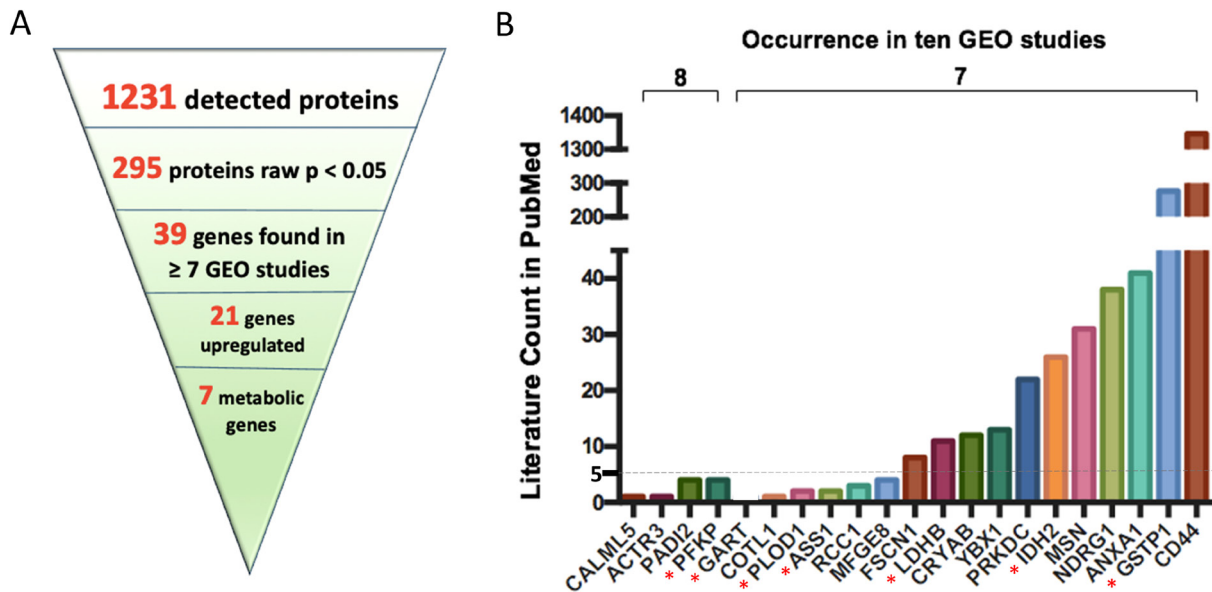 A
1231 detected proteins
295 proteins raw p < 0.05
39 genes found in
≥ 7 GEO studies
21 genes
upregulated
7 metabolic
genes
B
Occurrence in ten GEO studies
8
7
Literature Count in PubMed
1400
1300
300
200
40
30
20
10
5
0
CALML5
ACTR3
PADI2
* PFKP
* GART
COTL1
* PLOD1
* ASS1
RCC1
MFGE8
FSCN1
* LDHB
CRYAB
YBX1
PRKDC
* IDH2
MSN
NDRG1
ANXA1
* GSTP1
CD44